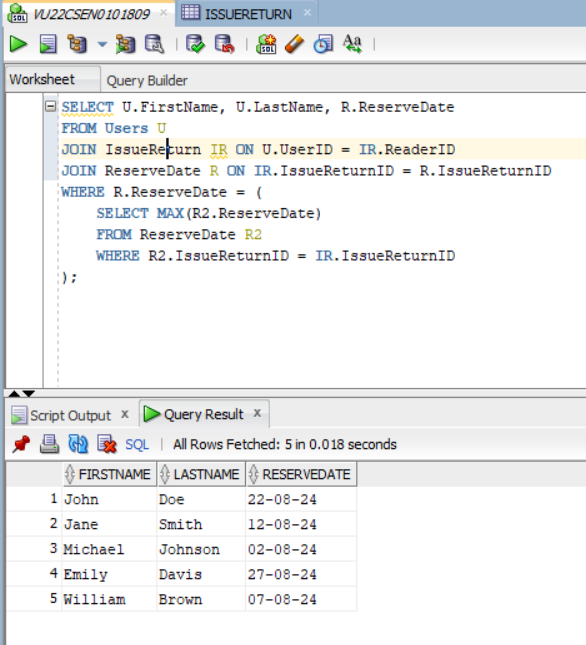 VU22CSEN0101809 × ISSUERETURN ×
Worksheet Query Builder
SELECT U.FirstName, U.LastName, R.ReserveDate
FROM Users U
JOIN IssueReturn IR ON U.UserID = IR.ReaderID
JOIN ReserveDate R ON IR.IssueReturnID = R.IssueReturnID
WHERE R.ReserveDate = (
SELECT MAX(R2.ReserveDate)
FROM ReserveDate R2
WHERE R2.IssueReturnID = IR.IssueReturnID
);
Script Output × Query Result ×
SQL | All Rows Fetched: 5 in 0.018 seconds
FIRSTNAME LASTNAME RESERVEDATE
1 John Doe 22-08-24
2 Jane Smith 12-08-24
3 Michael Johnson 02-08-24
4 Emily Davis 27-08-24
5 William Brown 07-08-24